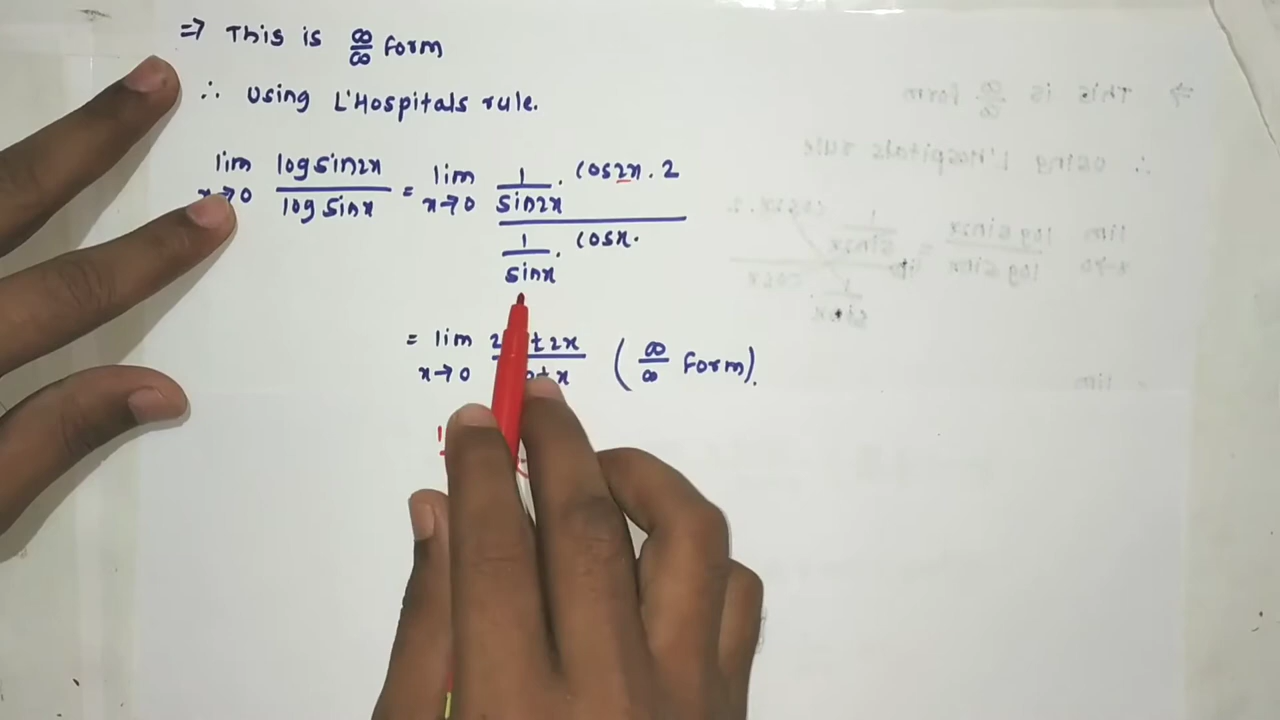 ⇒ This is ∞/∞ form
∴ using L'Hospitals rule.
lim x→0 log sin2x / log sinx = lim x→0 (1/sin2x · cos2x . 2) / (1/sinx · cosx .)
= lim x→0 2x / x ( ∞/∞ form ).